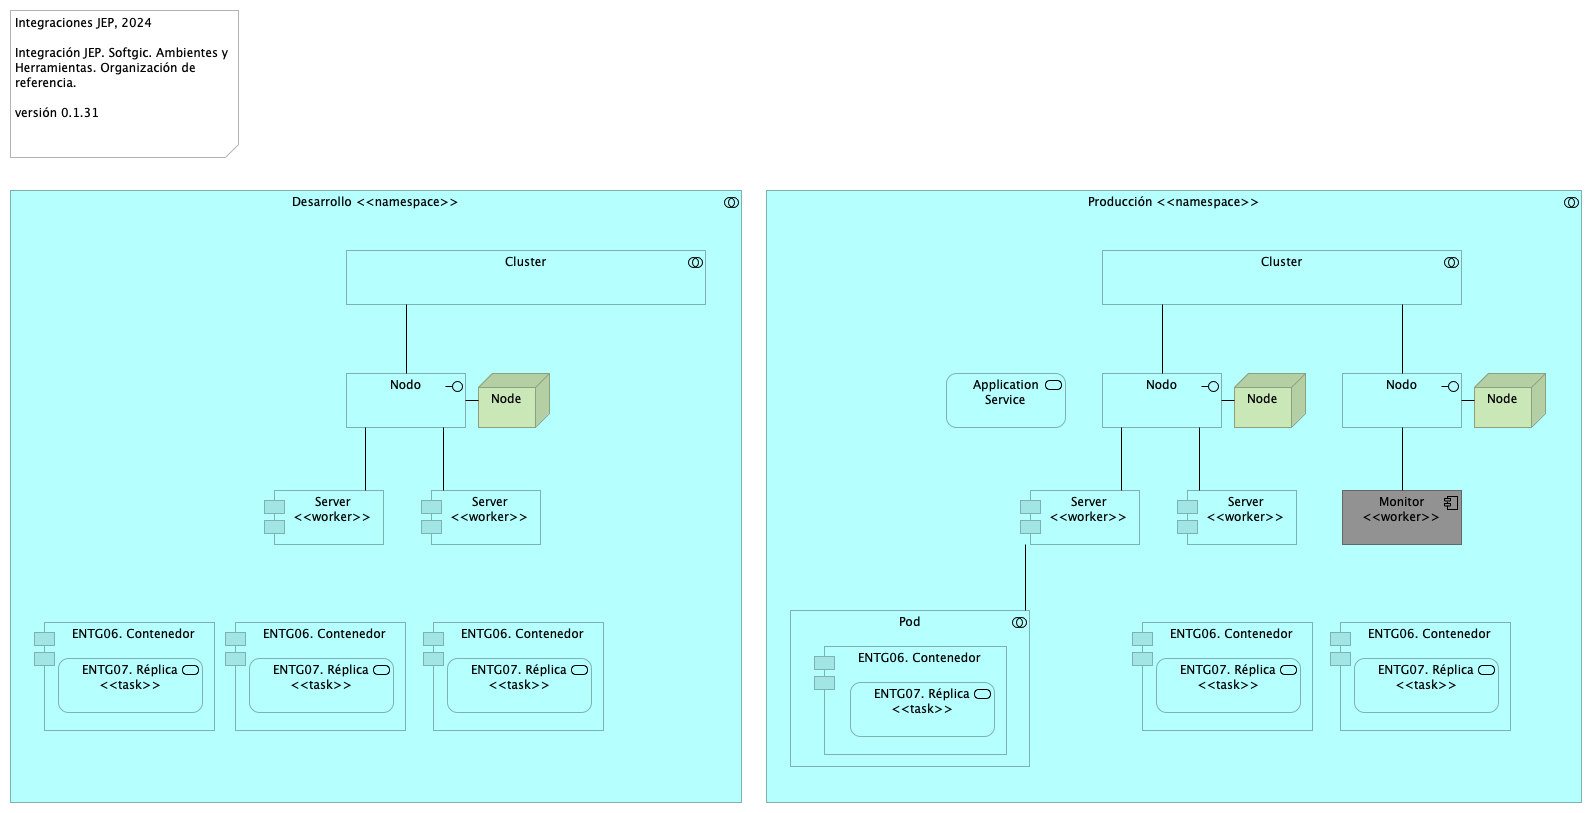 Integraciones JEP, 2024
Integración JEP. Softgic. Ambientes y
Herramientas. Organización de
referencia.
versión 0.1.31
Desarrollo <<namespace>>
Cluster
Nodo
Node
Server
<<worker>>
Server
<<worker>>
ENTG06. Contenedor
ENTG07. Réplica
<<task>>
ENTG06. Contenedor
ENTG07. Réplica
<<task>>
ENTG06. Contenedor
ENTG07. Réplica
<<task>>
Producción <<namespace>>
Cluster
Application
Service
Nodo
Node
Nodo
Node
Server
<<worker>>
Server
<<worker>>
Monitor
<<worker>>
Pod
ENTG06. Contenedor
ENTG07. Réplica
<<task>>
ENTG06. Contenedor
ENTG07. Réplica
<<task>>
ENTG06. Contenedor
ENTG07. Réplica
<<task>>